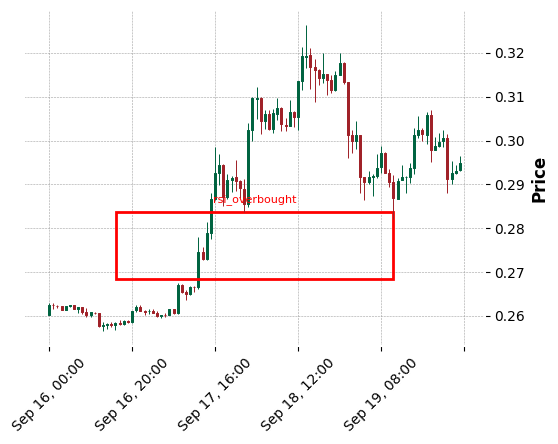 0.32
0.31
0.30
0.29
0.28
0.27
0.26
Price
rsi_overbought
Sep 16, 00:00
Sep 16, 20:00
Sep 17, 16:00
Sep 18, 12:00
Sep 19, 08:00